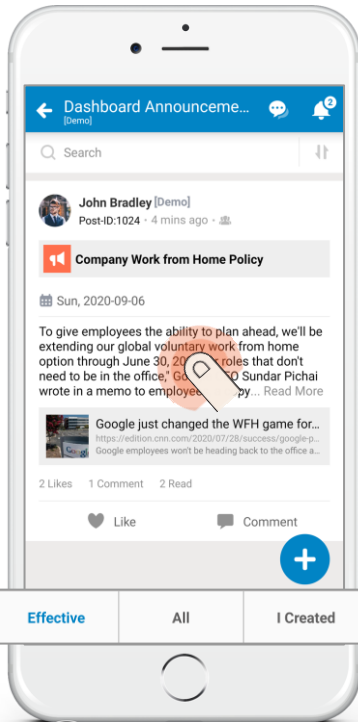 Dashboard Announceme...
[Demo]
2
Search
John Bradley [Demo]
Post-ID:1024 · 4 mins ago ·
Company Work from Home Policy
Sun, 2020-09-06
To give employees the ability to plan ahead, we'll be
extending our global voluntary work from home
option through June 30, roles that don't
need to be in the office," Sundar Pichai
wrote in a memo to ... Read More
Google just changed the WFH game for...
https://edition.cnn.com/2020/07/28/success/google-p...
Google employees won't be heading back to the office a...
2 Likes 1 Comment 2 Read
Like Comment
+
Effective All I Created